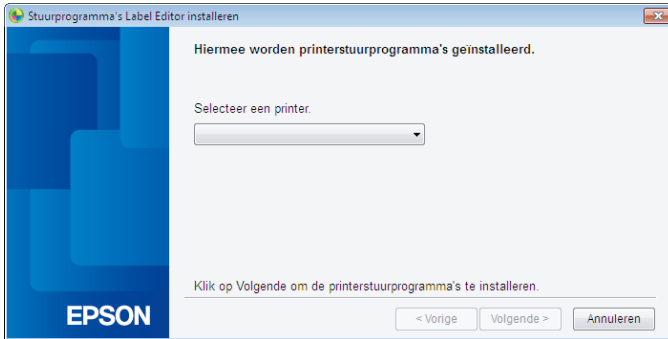 Stuurprogramma's Label Editor installeren
Hiermee worden printerstuurprogramma's geïnstalleerd.
Selecteer een printer.
Klik op Volgende om de printerstuurprogramma's te installeren.
EPSON
< Vorige
Volgende >
Annuleren